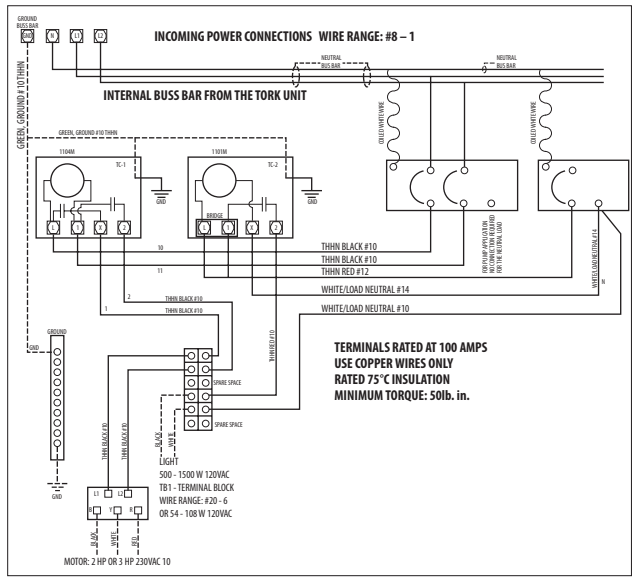 GROUND
BUSS BAR
GND
N
L1
L2
INCOMING POWER CONNECTIONS WIRE RANGE: #8 – 1
NEUTRAL
BUS BAR
NEUTRAL
BUS BAR
INTERNAL BUSS BAR FROM THE TORK UNIT
GREEN, GROUND #10 THHN
GREEN, GROUND #10 THHN
COILED WHITE WIRE
COILED WHITE WIRE
1104M
TC-1
1101M
TC-2
GND
GND
BRIDGE
L
1
X
2
L
1
X
2
10
THHN BLACK #10
THHN BLACK #10
11
THHN RED #12
WHITE/LOAD NEUTRAL #14
WHITE/LOAD NEUTRAL #10
FOR PUMP APPLICATION
NO CONNECTION REQUIRED
FOR THE NEUTRAL LOAD
WHITE/LOAD NEUTRAL #14
N
2
THHN BLACK #10
1
THHN BLACK #10
THHN RED #10
GROUND
GND
GND
THHN BLACK #10
THHN BLACK #10
SPARE SPACE
SPARE SPACE
BLACK
WHITE
TERMINALS RATED AT 100 AMPS
USE COPPER WIRES ONLY
RATED 75°C INSULATION
MINIMUM TORQUE: 50lb. in.
LIGHT
500 - 1500 W 120VAC
TB1 - TERMINAL BLOCK
WIRE RANGE: #20 - 6
OR 54 - 108 W 120VAC
L1
L2
B
Y
R
BLACK
WHITE
RED
MOTOR: 2 HP OR 3 HP 230VAC 10